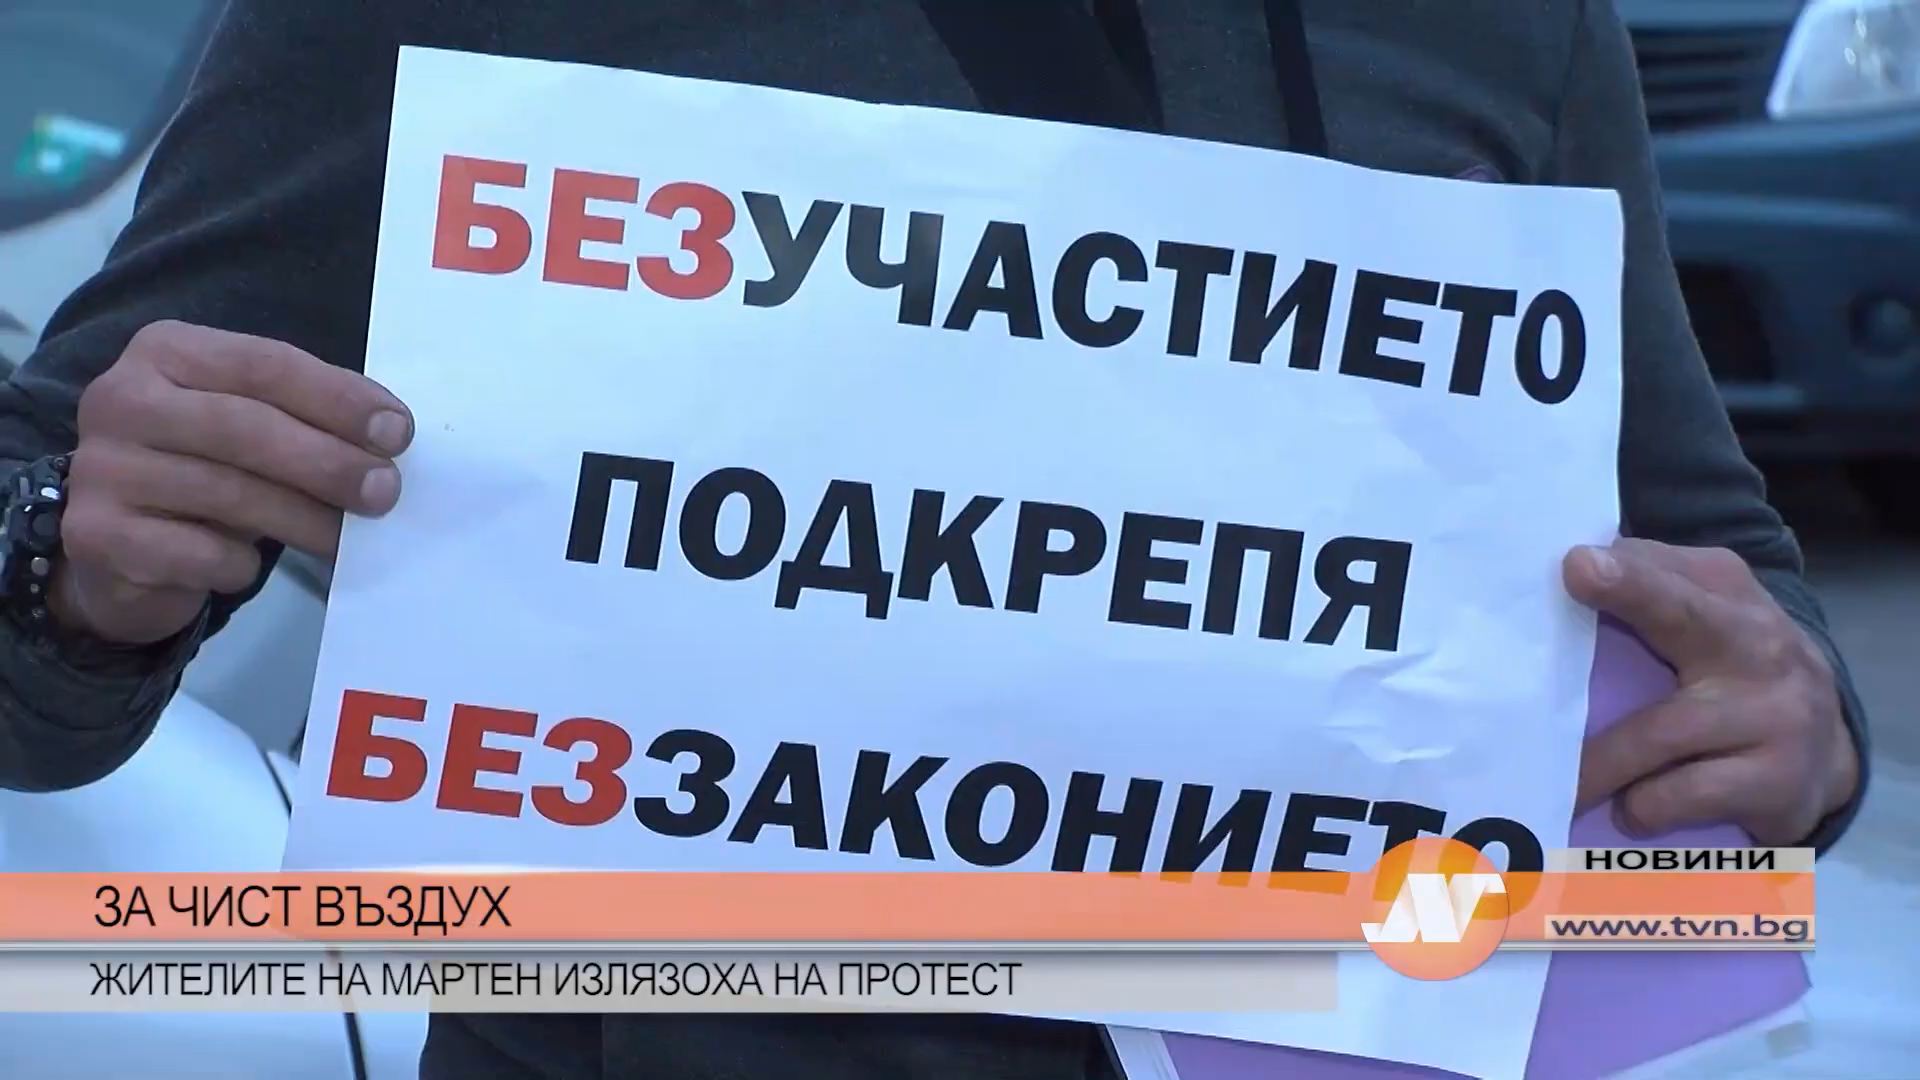 БЕЗУЧАСТИЕТО
ПОДКРЕПЯ
БЕЗЗАКОНИЕТО
ЗА ЧИСТ ВЪЗДУХ
ЖИТЕЛИТЕ НА МАРТЕН ИЗЛЯЗОХА НА ПРОТЕСТ
N
НОВИНИ
www.tvn.bg